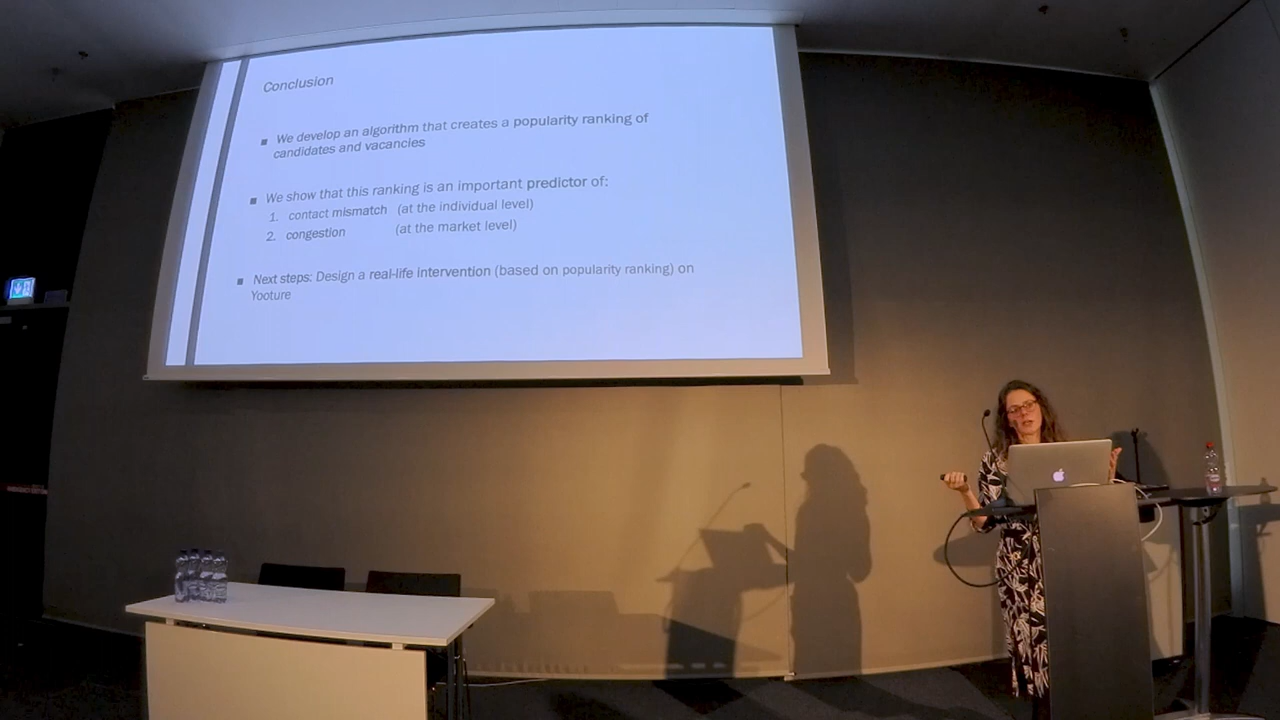 Conclusion
■ We develop an algorithm that creates a popularity ranking of
candidates and vacancies
■ We show that this ranking is an important predictor of:
1. contact mismatch (at the individual level)
2. congestion (at the market level)
■ Next steps: Design a real-life intervention (based on popularity ranking) on
Yooture